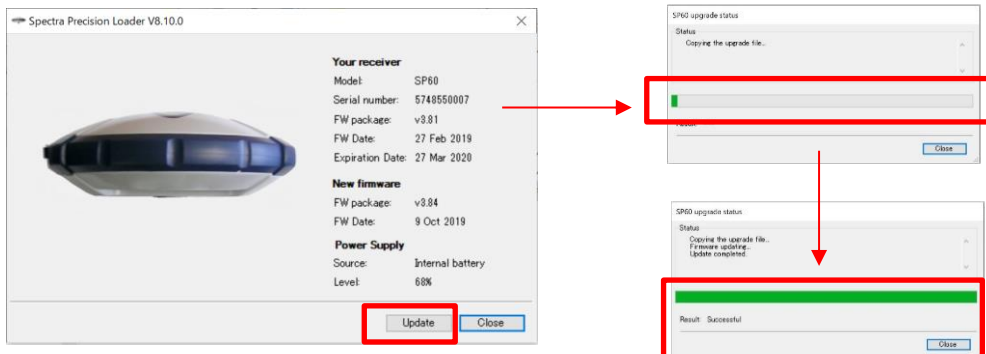 Spectra Precision Loader V8.10.0
Your receiver
Model: SP60
Serial number: 5748550007
FW package: v3.81
FW Date: 27 Feb 2019
Expiration Date: 27 Mar 2020
New firmware
FW package: v3.84
FW Date: 9 Oct 2019
Power Supply
Source: Internal battery
Level: 68%
Update Close
SP60 upgrade status
Status
Copying the upgrade file...
Close
SP60 upgrade status
Status
Copying the upgrade file...
Firmware updating...
Update completed.
Result: Successful
Close